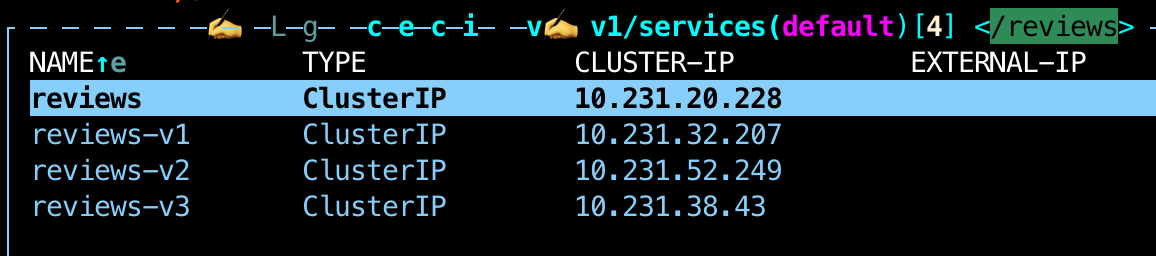 ✍️ L g c e c i v✍️ v1/services(default)[4] </reviews>
NAME↑e TYPE CLUSTER-IP EXTERNAL-IP
reviews ClusterIP 10.231.20.228
reviews-v1 ClusterIP 10.231.32.207
reviews-v2 ClusterIP 10.231.52.249
reviews-v3 ClusterIP 10.231.38.43